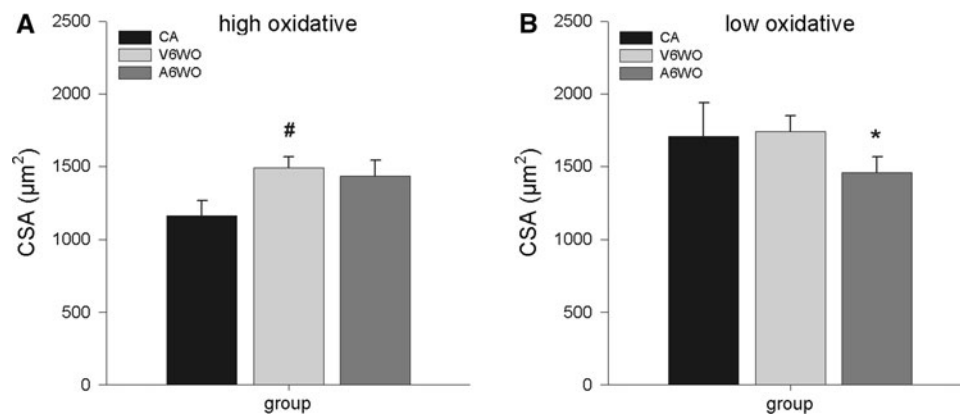 A
high oxidative
2500
2000
1500
1000
500
0
CSA (µm²)
CA
V6WO
A6WO
#
group
B
low oxidative
2500
2000
1500
1000
500
0
CSA (µm²)
CA
V6WO
A6WO
*
group